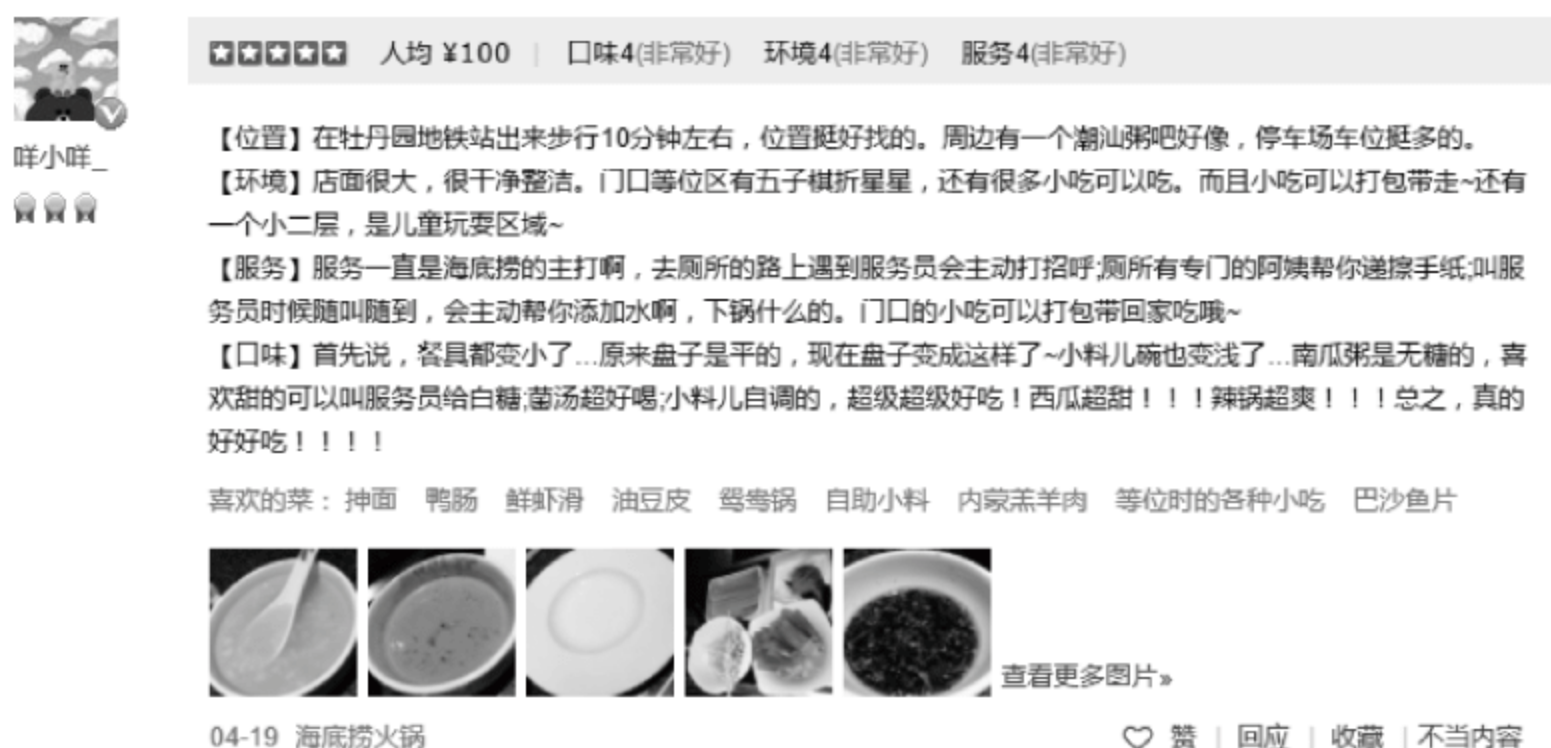 人均 ¥100 | 口味4(非常好) 环境4(非常好) 服务4(非常好)
咩小咩_
【位置】在牡丹园地铁站出来步行10分钟左右，位置挺好找的。周边有一个潮汕粥吧好像，停车场车位挺多的。
【环境】店面很大，很干净整洁。门口等位区有五子棋折星星，还有很多小吃可以吃。而且小吃可以打包带走~还有
一个小二层，是儿童玩耍区域~
【服务】服务一直是海底捞的主打啊，去厕所的路上遇到服务员会主动打招呼;厕所有专门的阿姨帮你递擦手纸;叫服
务员时候随叫随到，会主动帮你添加水啊，下锅什么的。门口的小吃可以打包带回家吃哦~
【口味】首先说，餐具都变小了...原来盘子是平的，现在盘子变成这样了~小料儿碗也变浅了...南瓜粥是无糖的，喜
欢甜的可以叫服务员给白糖;菌汤超好喝;小料儿自调的，超级超级好吃！西瓜超甜！！！辣锅超爽！！！总之，真的
好好吃！！！！
喜欢的菜： 抻面 鸭肠 鲜虾滑 油豆皮 鸳鸯锅 自助小料 内蒙羔羊肉 等位时的各种小吃 巴沙鱼片
查看更多图片»
04-19 海底捞火锅
赞 | 回应 | 收藏 | 不当内容